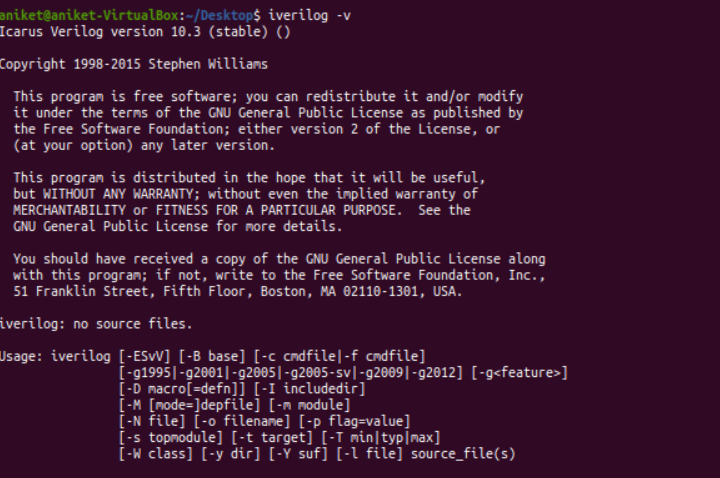 aniket@aniket-VirtualBox:~/Desktop$ iverilog -v
Icarus Verilog version 10.3 (stable) ()
Copyright 1998-2015 Stephen Williams
This program is free software; you can redistribute it and/or modify
it under the terms of the GNU General Public License as published by
the Free Software Foundation; either version 2 of the License, or
(at your option) any later version.
This program is distributed in the hope that it will be useful,
but WITHOUT ANY WARRANTY; without even the implied warranty of
MERCHANTABILITY or FITNESS FOR A PARTICULAR PURPOSE.  See the
GNU General Public License for more details.
You should have received a copy of the GNU General Public License along
with this program; if not, write to the Free Software Foundation, Inc.,
51 Franklin Street, Fifth Floor, Boston, MA 02110-1301, USA.
iverilog: no source files.
Usage: iverilog [-ESvV] [-B base] [-c cmdfile|-f cmdfile]
[-g1995|-g2001|-g2005|-g2005-sv|-g2009|-g2012] [-g<feature>]
[-D macro[=defn]] [-I includedir]
[-M [mode=]depfile] [-m module]
[-N file] [-o filename] [-p flag=value]
[-s topmodule] [-t target] [-T min|typ|max]
[-W class] [-y dir] [-Y suf] [-l file] source_file(s)